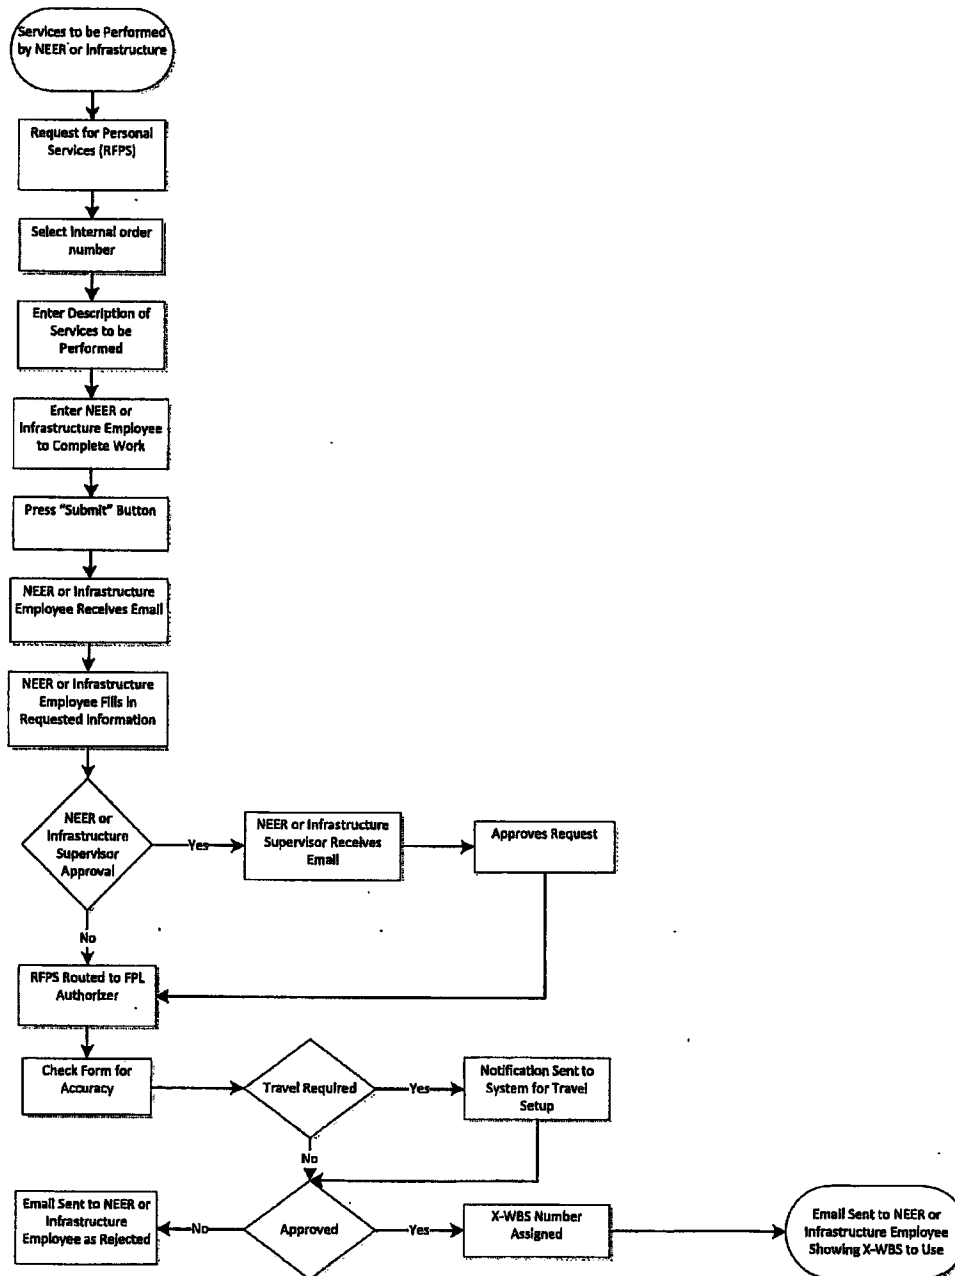 Services to be Performed
by NEER or Infrastructure
Request for Personal
Services (RFPS)
Select Internal order
number
Enter Description of
Services to be
Performed
Enter NEER or
Infrastructure Employee
to Complete Work
Press “Submit” Button
NEER or Infrastructure
Employee Receives Email
NEER or Infrastructure
Employee Fills in
Requested Information
NEER or
Infrastructure
Supervisor
Approval
Yes
NEER or Infrastructure
Supervisor Receives
Email
Approves Request
No
RFPS Routed to FPL
Authorizer
Check Form for
Accuracy
Travel Required
Yes
Notification Sent to
System for Travel
Setup
No
Email Sent to NEER or
Infrastructure
Employee as Rejected
No
Approved
Yes
X-WBS Number
Assigned
Email Sent to NEER or
Infrastructure Employee
Showing X-WBS to Use